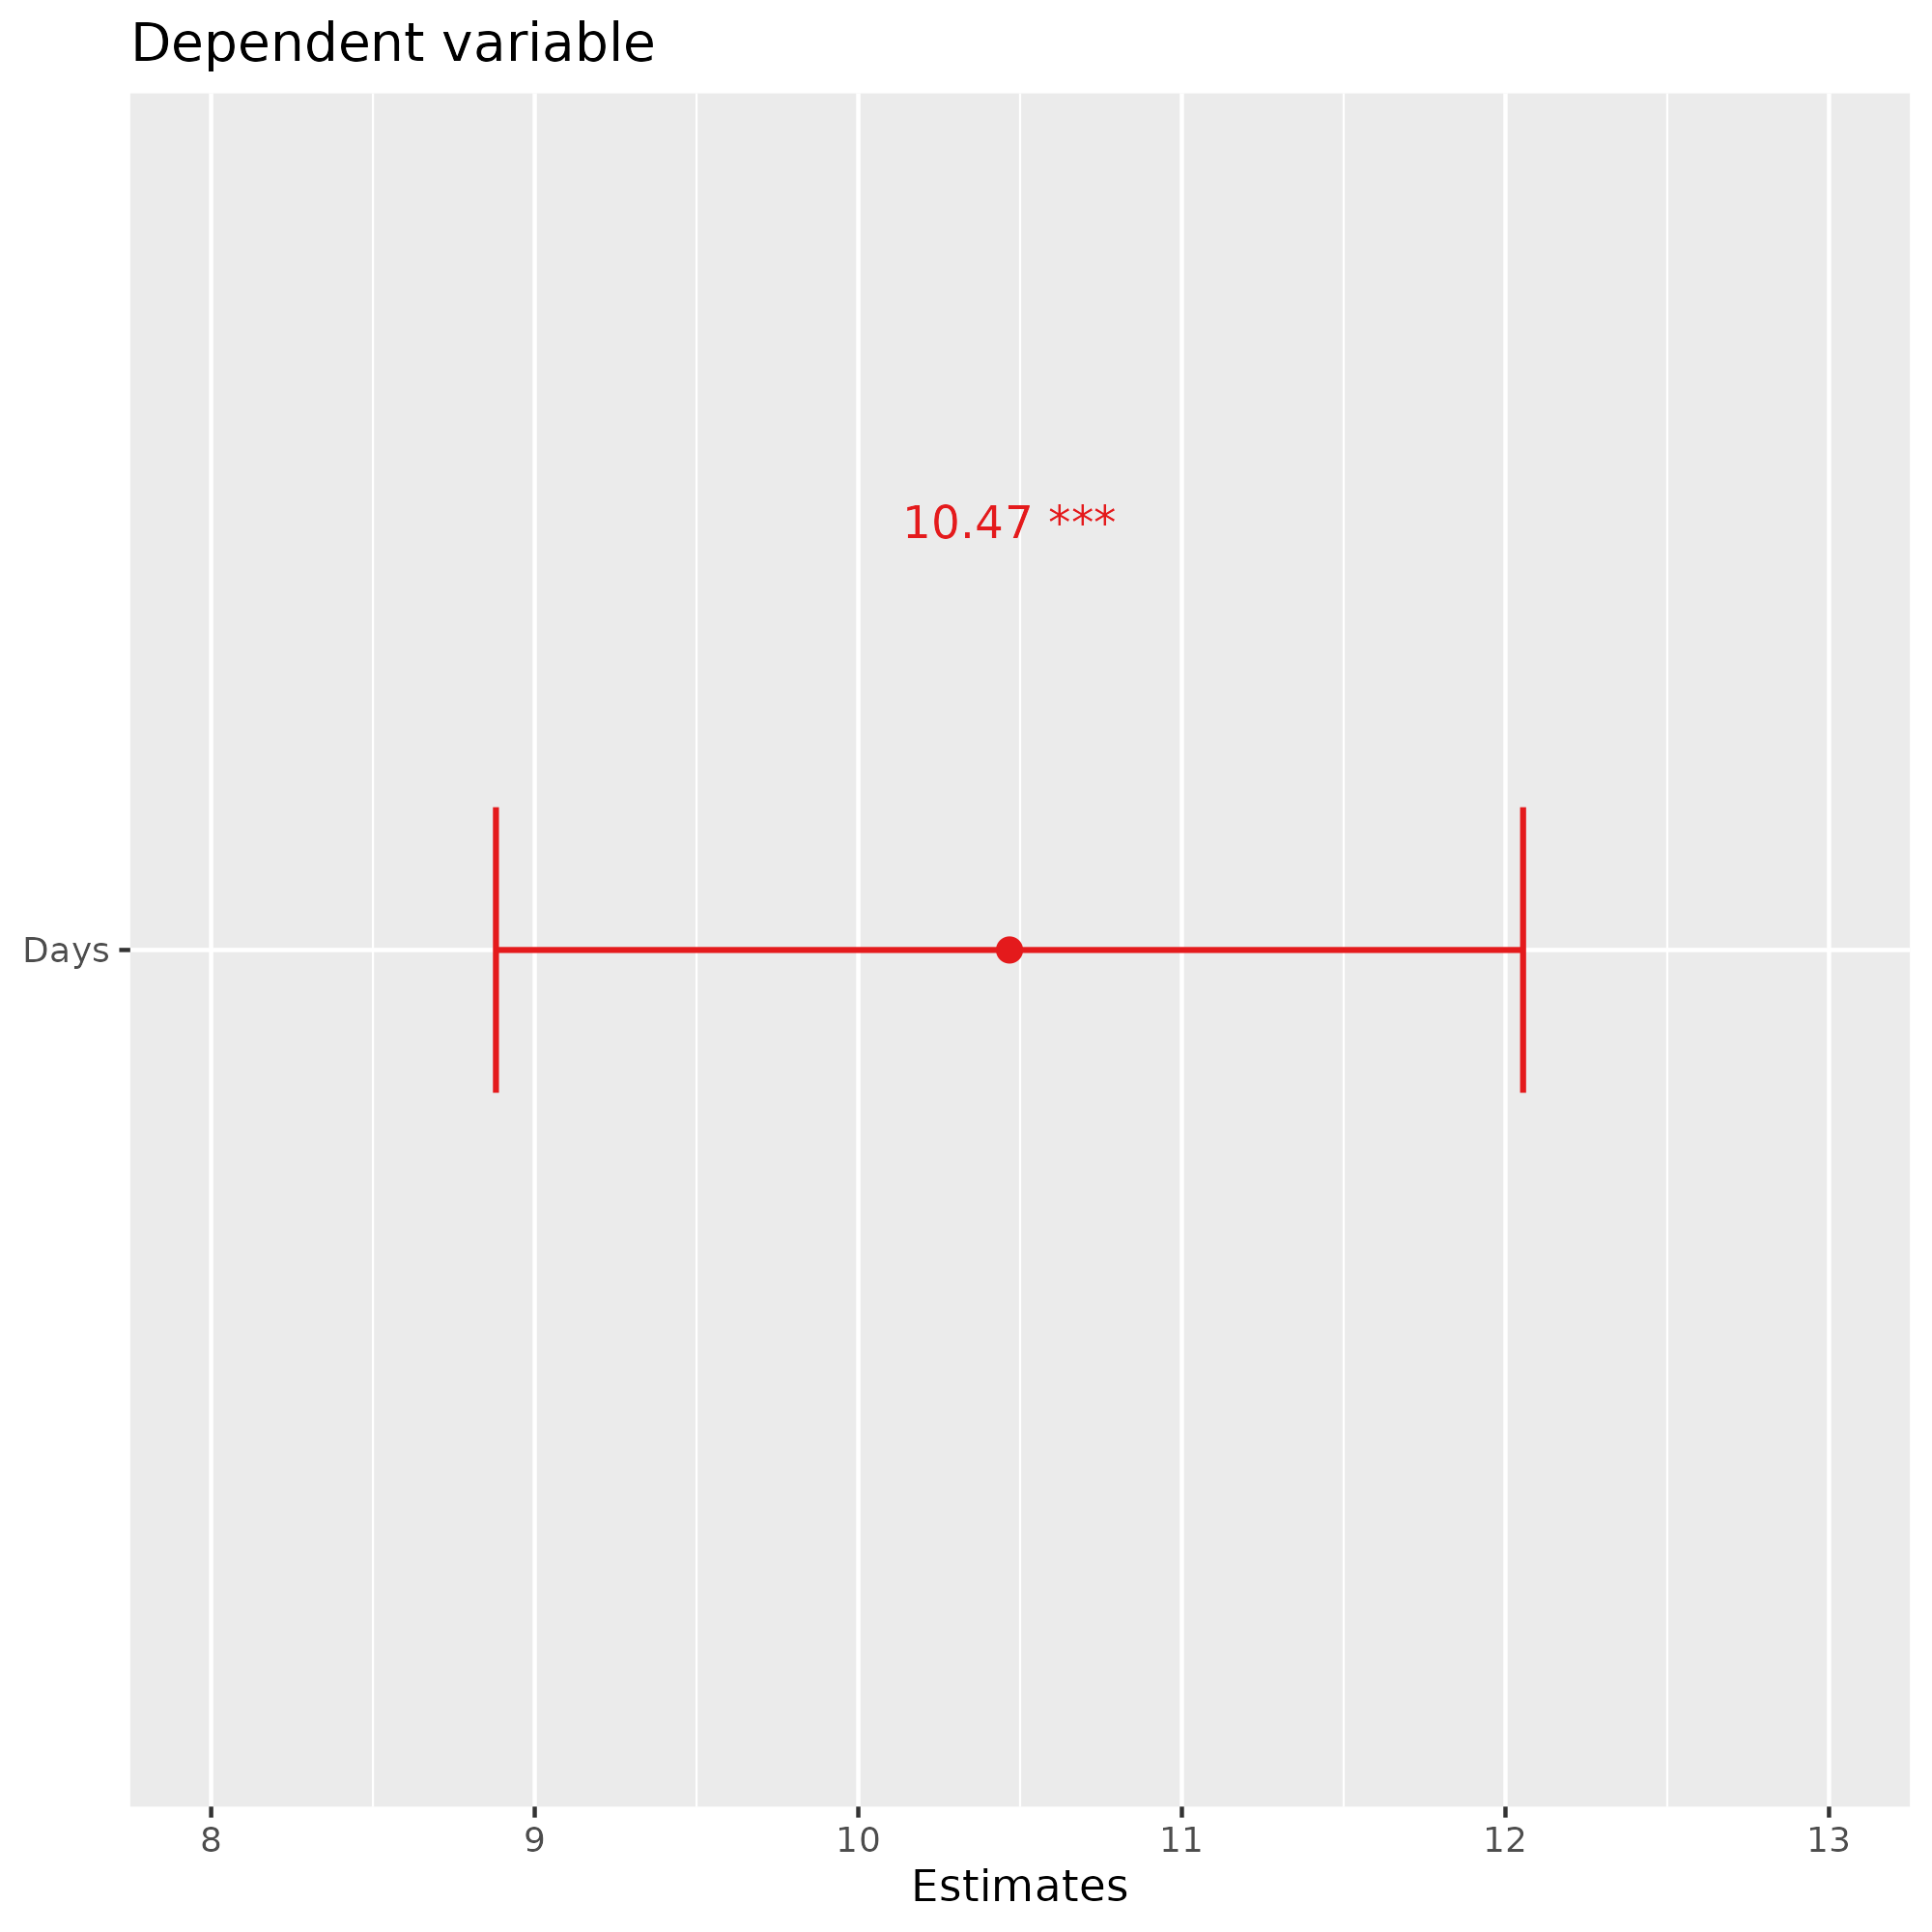 Dependent variable
10.47 ***
Days
8 9 10 11 12 13
Estimates